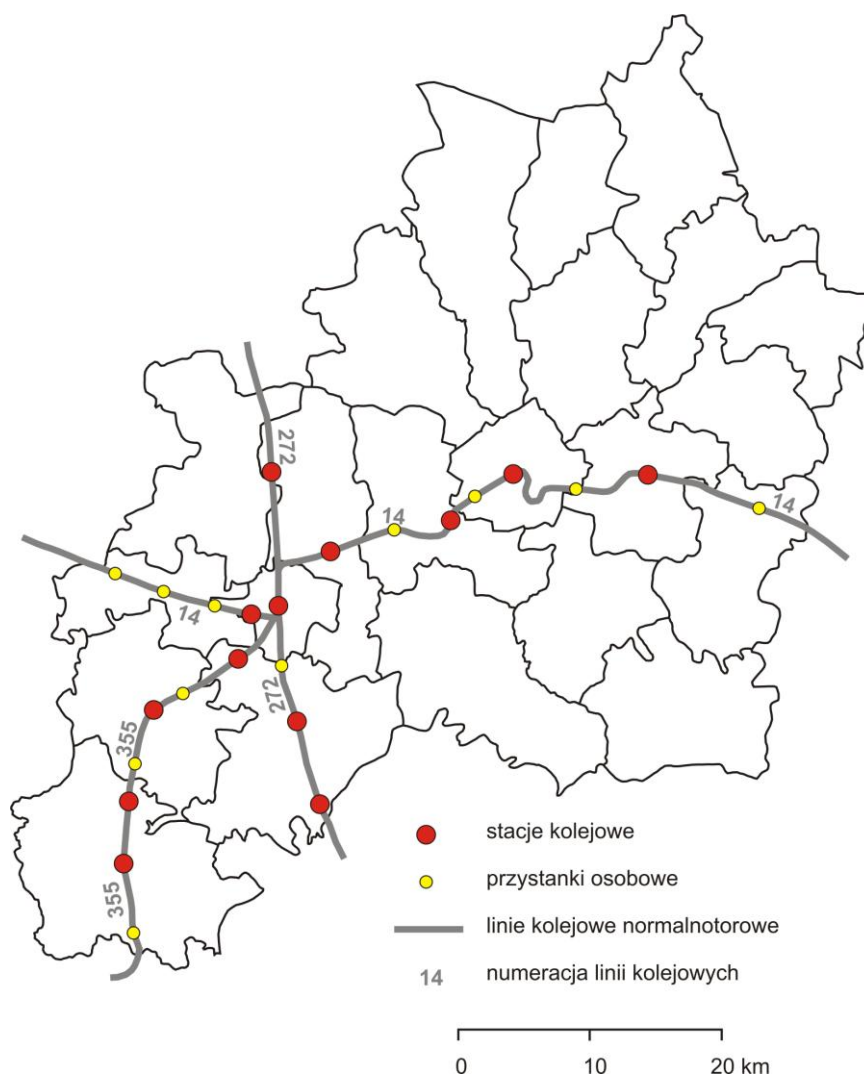 272
14
14
14
272
355
355
stacje kolejowe
przystanki osobowe
linie kolejowe normalnotorowe
14 numeracja linii kolejowych
0 10 20 km